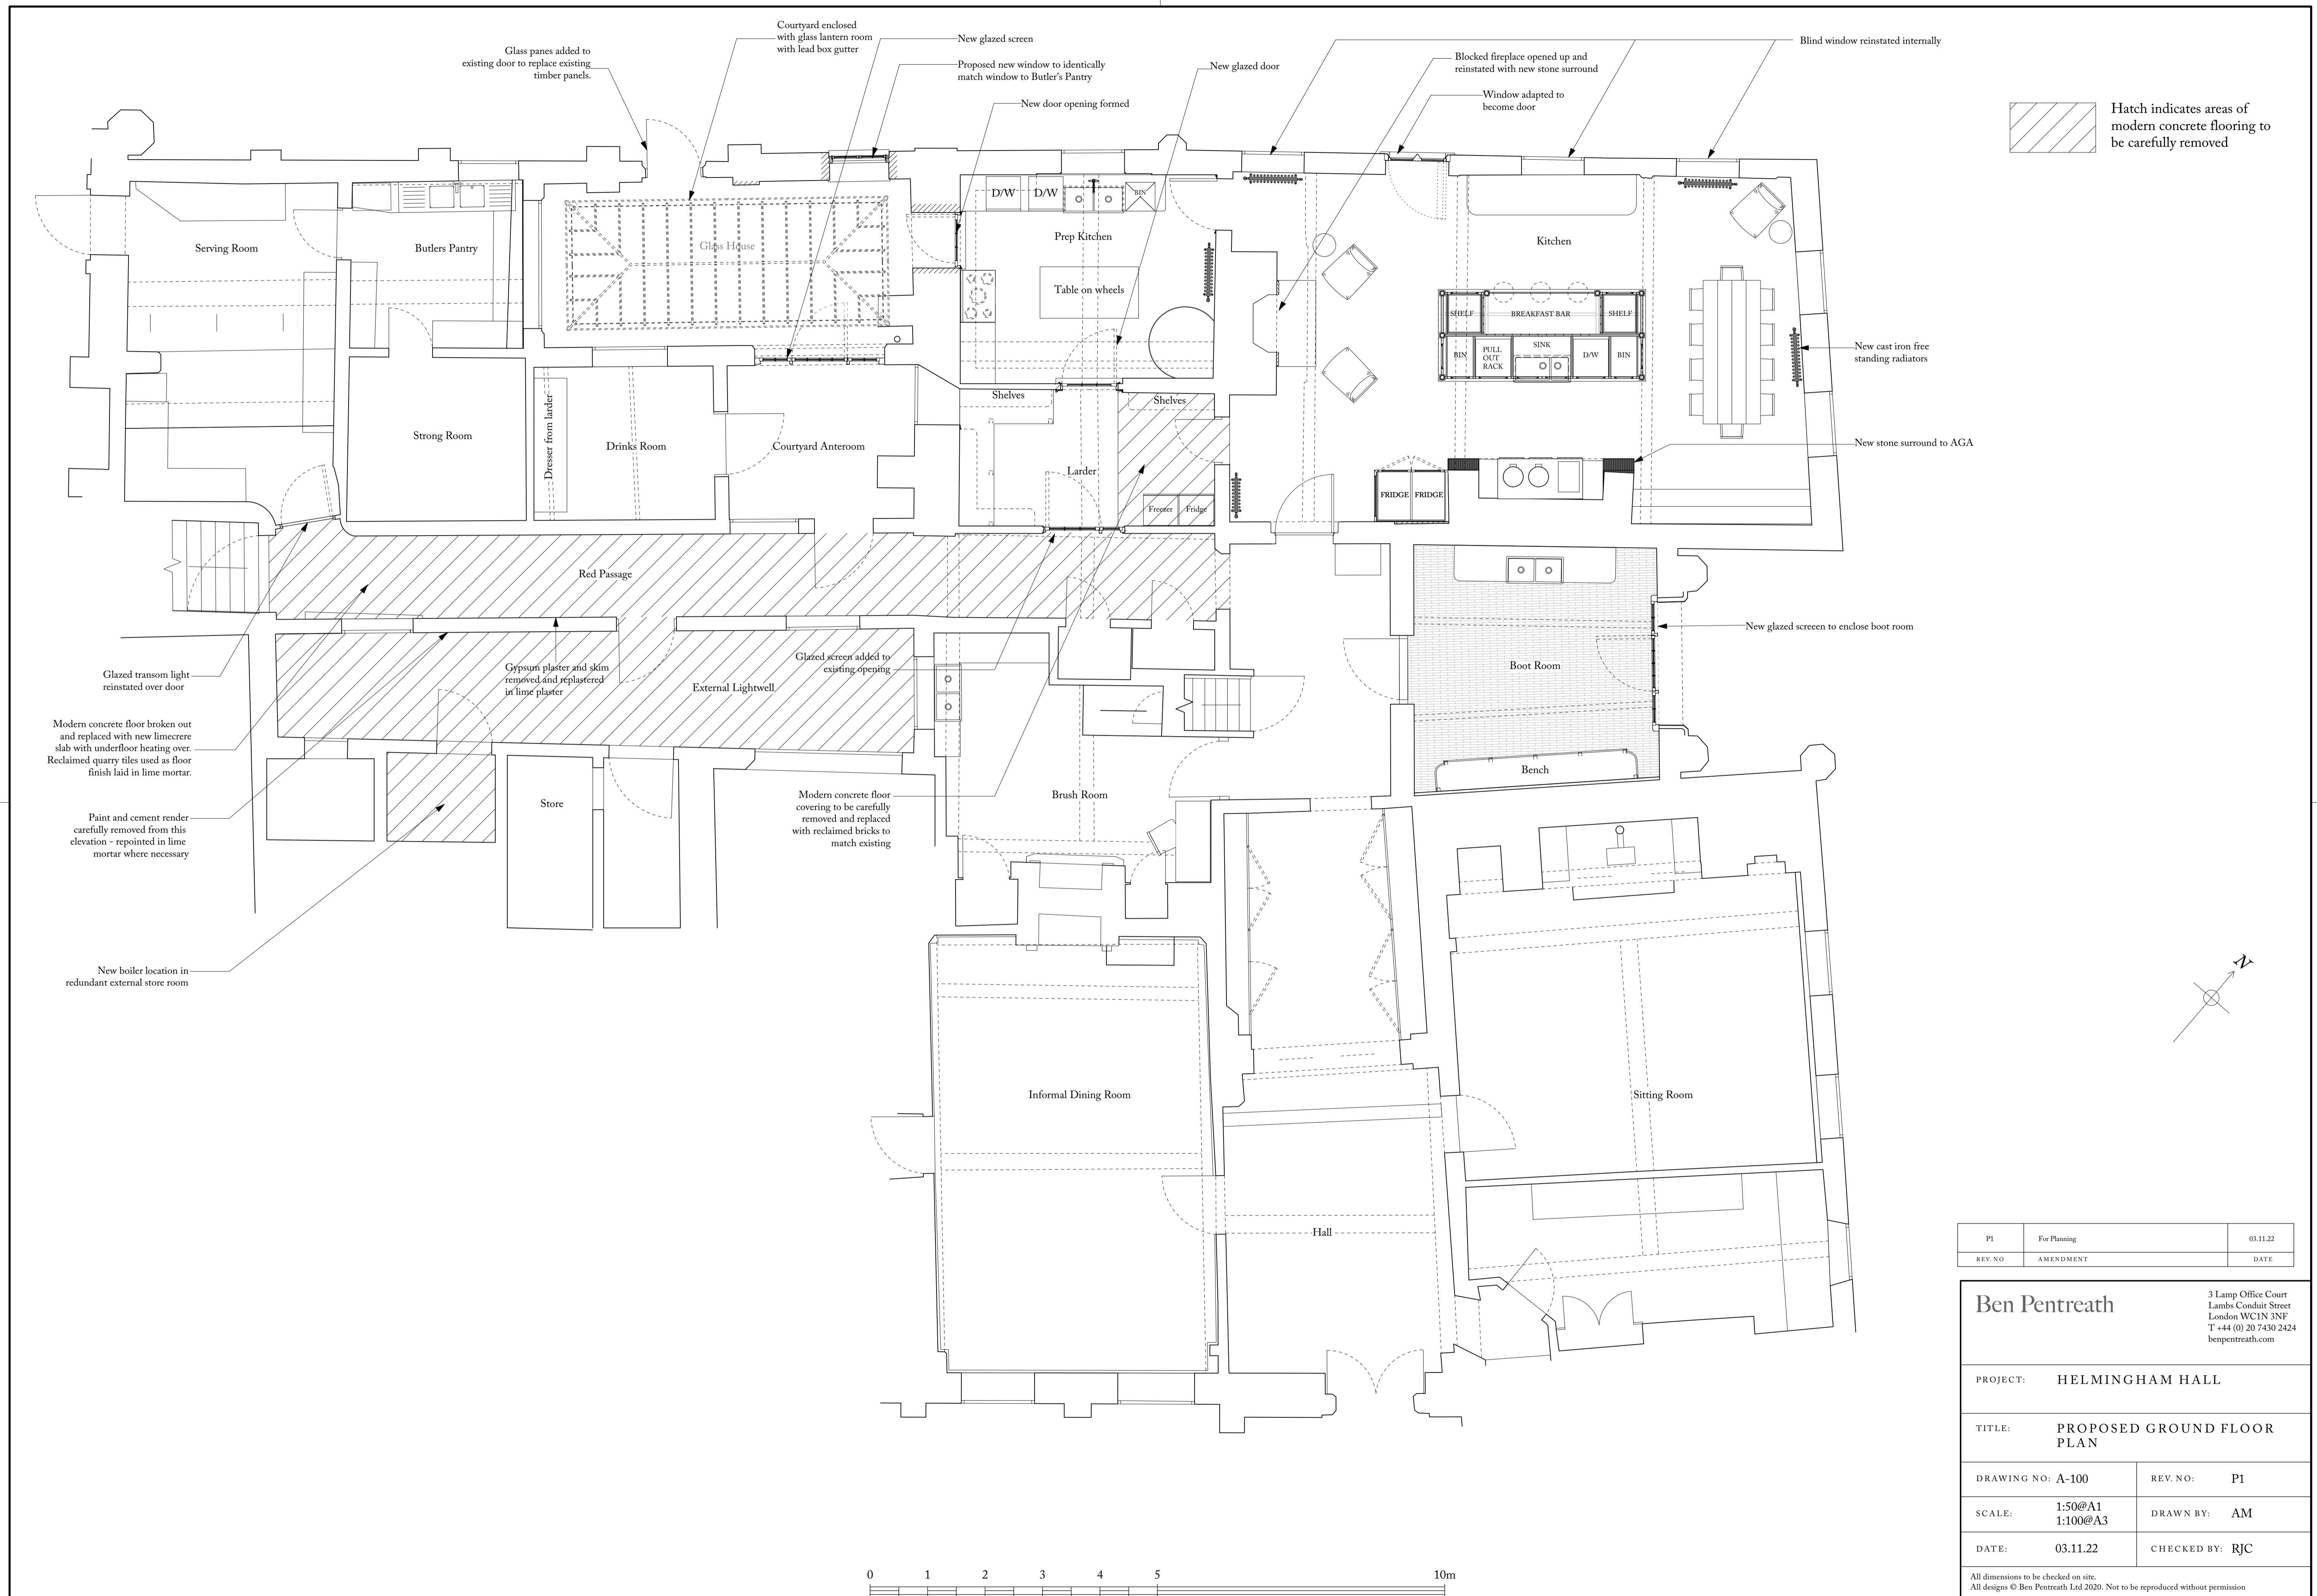 Courtyard enclosed
with glass lantern room
with lead box gutter
New glazed screen
Glass panes added to
existing door to replace existing
timber panels.
Proposed new window to identically
match window to Butler's Pantry
New door opening formed
New glazed door
Blocked fireplace opened up and
reinstated with new stone surround
Window adapted to
become door
Blind window reinstated internally
Hatch indicates areas of
modern concrete flooring to
be carefully removed
Serving Room
Butlers Pantry
Glass House
D/W
D/W
BIN
Prep Kitchen
Table on wheels
Kitchen
SHELF
BREAKFAST BAR
SHELF
BIN
PULL
OUT
RACK
SINK
D/W
BIN
New cast iron free
standing radiators
Shelves
Shelves
Strong Room
Dresser from larder
Drinks Room
Courtyard Anteroom
Larder
Freezer
Fridge
FRIDGE
FRIDGE
New stone surround to AGA
Red Passage
Glazed transom light
reinstated over door
Gypsum plaster and skim
removed and replastered
in lime plaster
External Lightwell
Glazed screen added to
existing opening
Boot Room
New glazed screeen to enclose boot room
Modern concrete floor broken out
and replaced with new limecrere
slab with underfloor heating over.
Reclaimed quarry tiles used as floor
finish laid in lime mortar.
Bench
Store
Brush Room
Modern concrete floor
covering to be carefully
removed and replaced
with reclaimed bricks to
match existing
Paint and cement render
carefully removed from this
elevation - repointed in lime
mortar where necessary
New boiler location in
redundant external store room
N
Informal Dining Room
Sitting Room
Hall
P1 For Planning 03.11.22
REV. NO AMENDMENT DATE
Ben Pentreath
3 Lamp Office Court
Lambs Conduit Street
London WC1N 3NF
T +44 (0) 20 7430 2424
benpentreath.com
PROJECT: HELMINGHAM HALL
TITLE: PROPOSED GROUND FLOOR
PLAN
DRAWING NO: A-100 REV. NO: P1
SCALE: 1:50@A1
1:100@A3
DRAWN BY: AM
DATE: 03.11.22 CHECKED BY: RJC
All dimensions to be checked on site.
All designs © Ben Pentreath Ltd 2020. Not to be reproduced without permission
0 1 2 3 4 5 10m